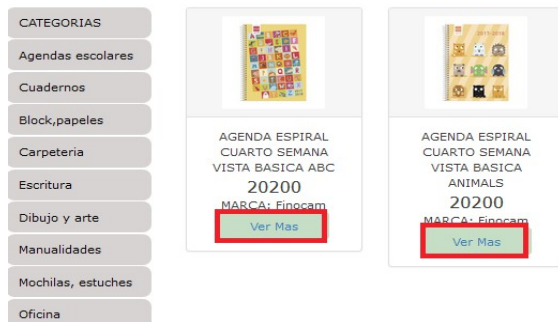 CATEGORIAS
Agendas escolares
Cuadernos
Block,papeles
Carpeteria
Escritura
Dibujo y arte
Manualidades
Mochilas, estuches
Oficina
AGENDA ESPIRAL
CUARTO SEMANA
VISTA BASICA ABC
20200
MARCA: Finocam
Ver Mas
2017-2018
AGENDA ESPIRAL
CUARTO SEMANA
VISTA BASICA
ANIMALS
20200
MARCA: Finocam
Ver Mas